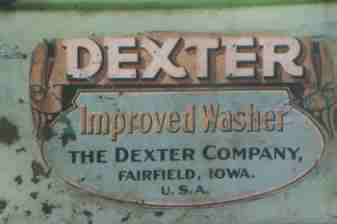 DEXTER
Improved Washer
THE DEXTER COMPANY,
FAIRFIELD, IOWA.
U.S.A.